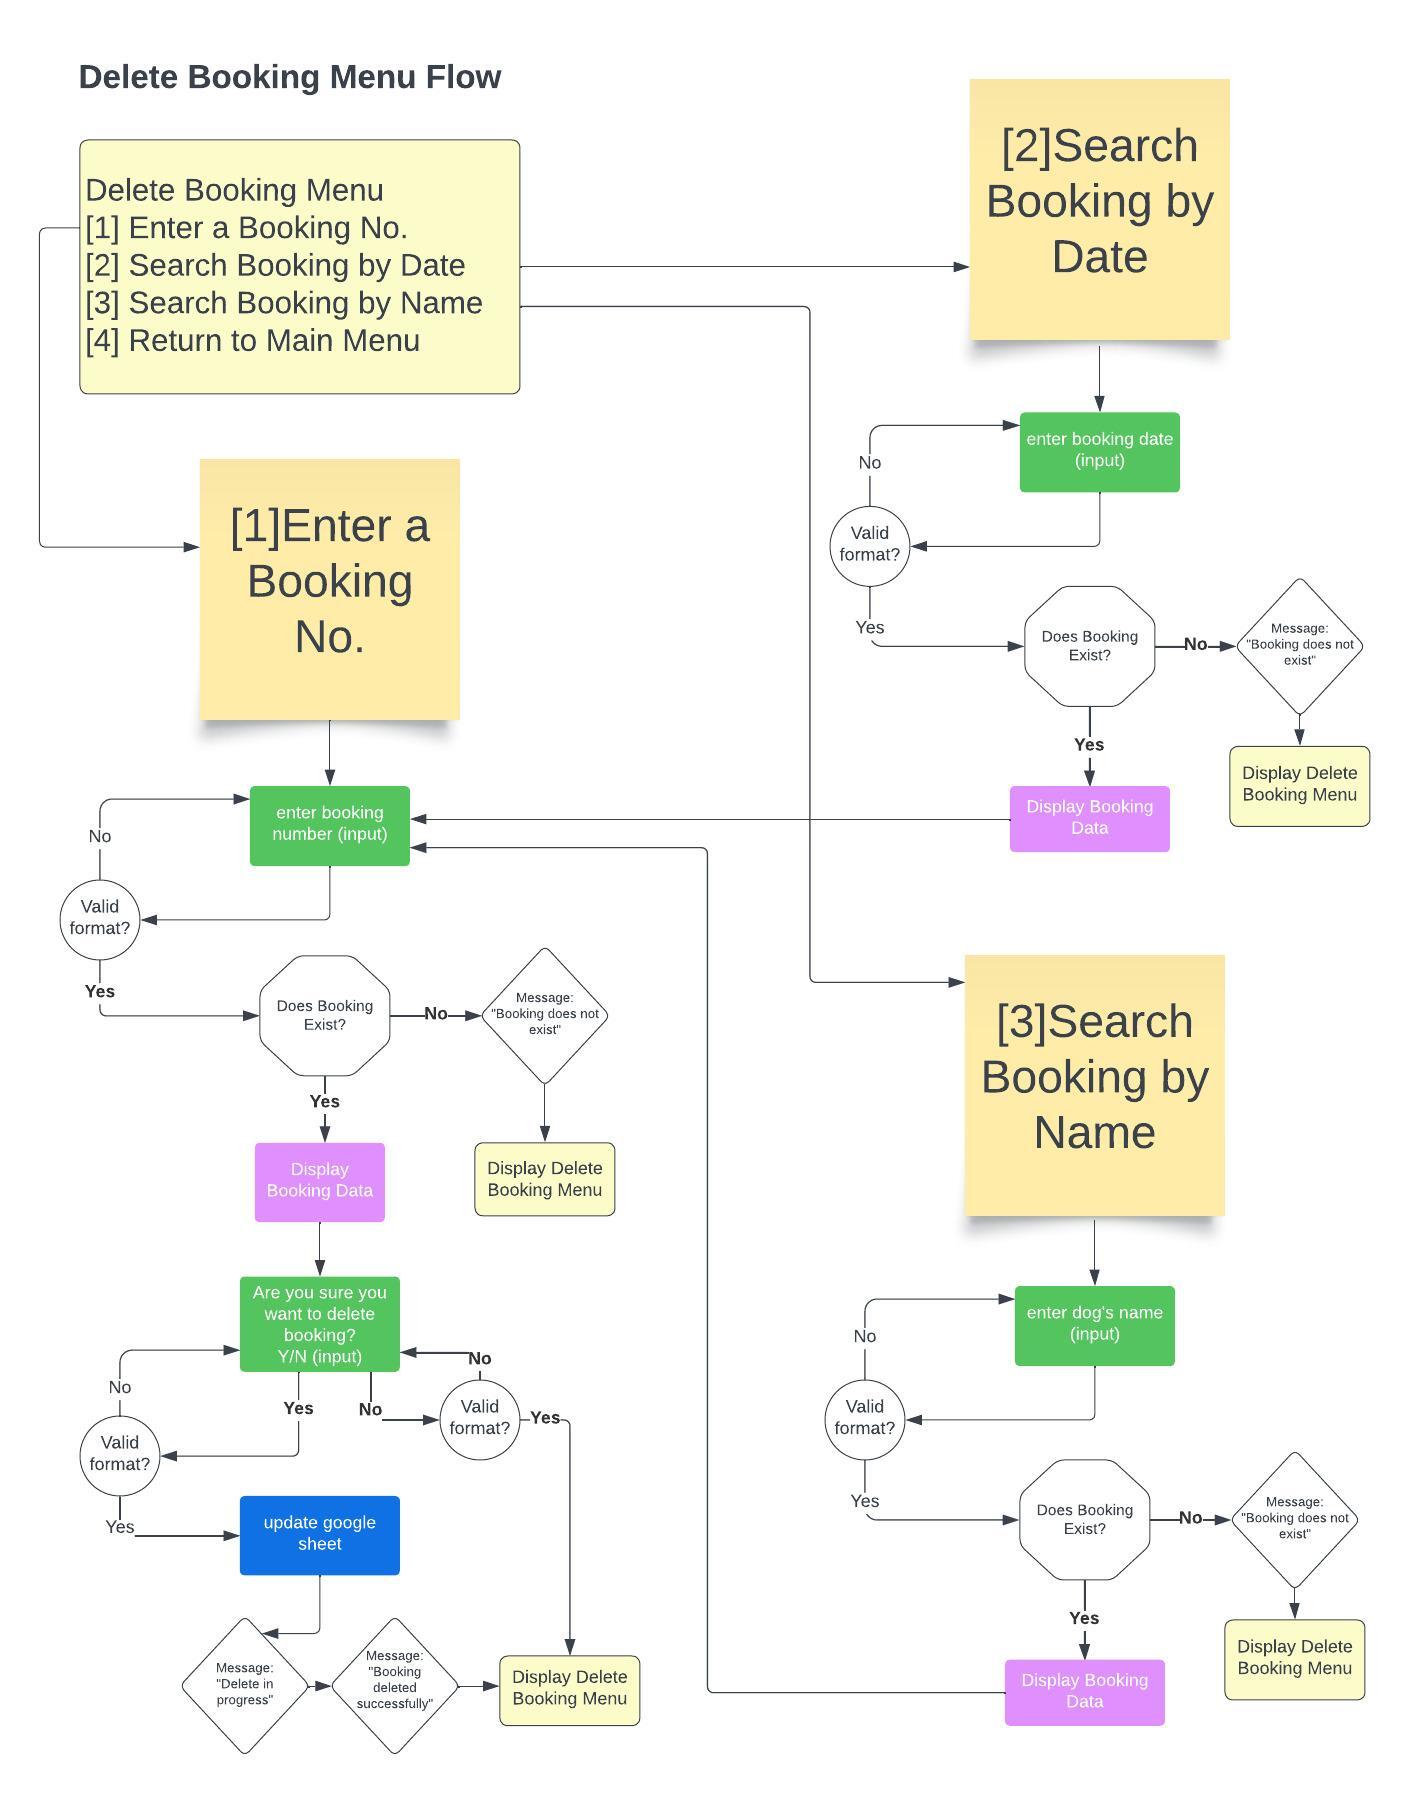 Delete Booking Menu Flow
Delete Booking Menu
[1] Enter a Booking No.
[2] Search Booking by Date
[3] Search Booking by Name
[4] Return to Main Menu
[2]Search
Booking by
Date
enter booking date
(input)
No
Valid
format?
Yes
Does Booking
Exist?
No
Message:
"Booking does not
exist"
Yes
Display Booking
Data
Display Delete
Booking Menu
[1]Enter a
Booking
No.
enter booking
number (input)
No
Valid
format?
Yes
Does Booking
Exist?
No
Message:
"Booking does not
exist"
Yes
Display
Booking Data
Display Delete
Booking Menu
Are you sure you
want to delete
booking?
Y/N (input)
No
Valid
format?
Yes
Yes
No
No
Valid
format?
Yes
update google
sheet
Message:
"Delete in
progress"
Message:
"Booking
deleted
successfully"
Display Delete
Booking Menu
[3]Search
Booking by
Name
enter dog's name
(input)
No
Valid
format?
Yes
Does Booking
Exist?
No
Message:
"Booking does not
exist"
Yes
Display Booking
Data
Display Delete
Booking Menu